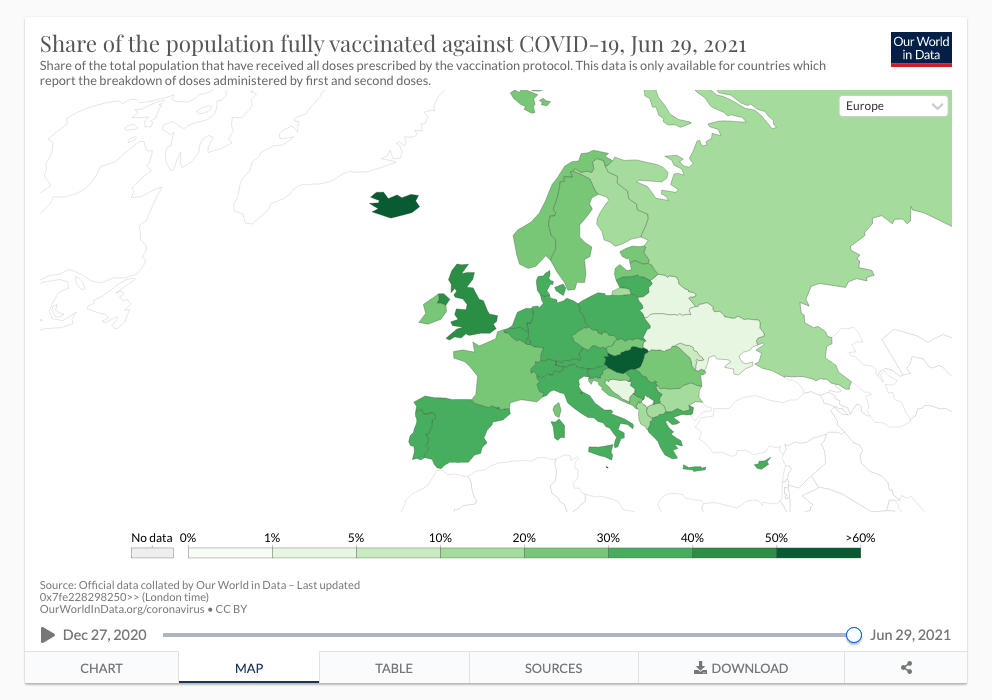 Share of the population fully vaccinated against COVID-19, Jun 29, 2021
Our World
in Data
Share of the total population that have received all doses prescribed by the vaccination protocol. This data is only available for countries which
report the breakdown of doses administered by first and second doses.
Europe
No data 0% 1% 5% 10% 20% 30% 40% 50% >60%
Source: Official data collated by Our World in Data – Last updated
0x7fe228298250>> (London time)
OurWorldInData.org/coronavirus • CC BY
Dec 27, 2020 Jun 29, 2021
CHART MAP TABLE SOURCES DOWNLOAD